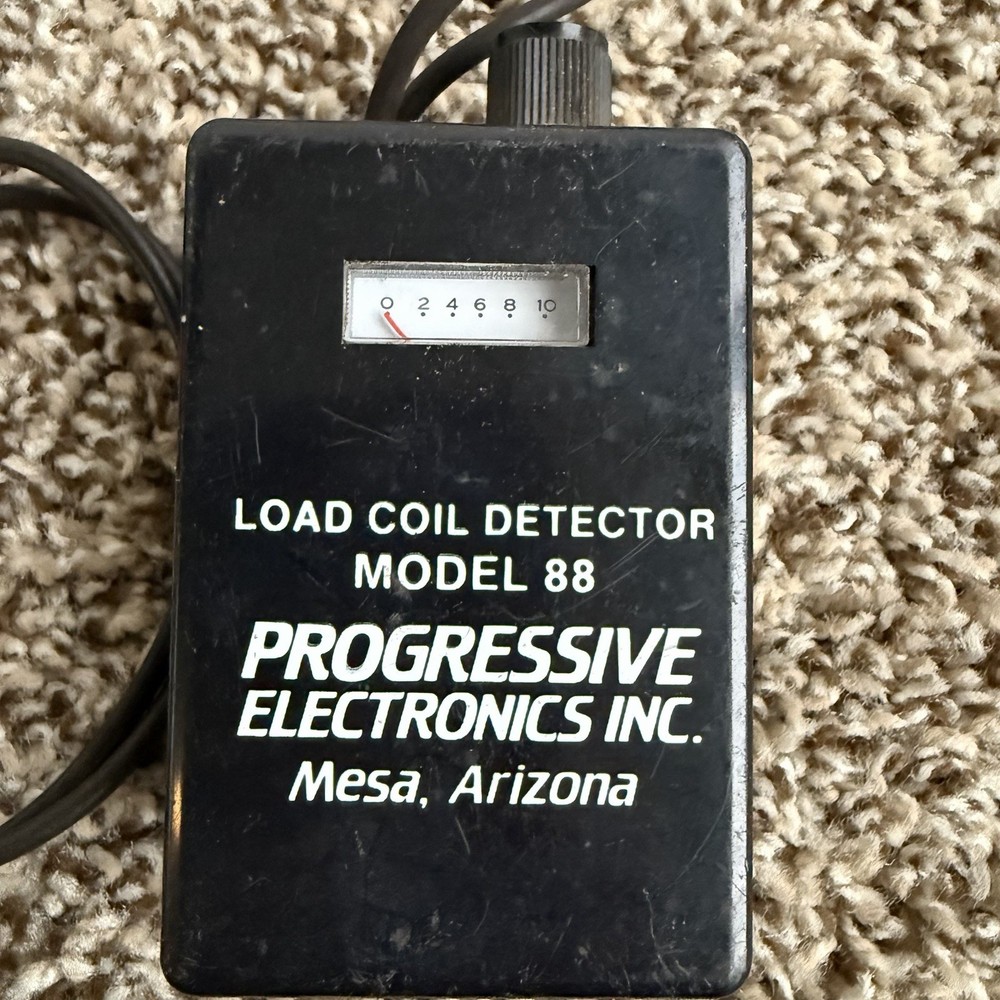 0 2 4 6 8 10
LOAD COIL DETECTOR
MODEL 88
PROGRESSIVE
ELECTRONICS INC.
Mesa, Arizona